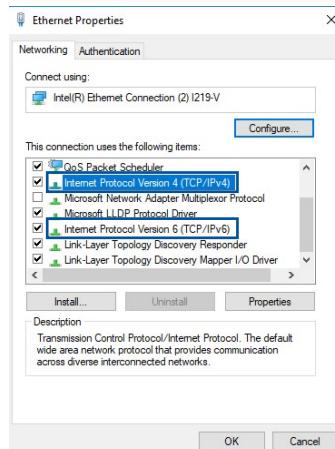 Ethernet Properties
Networking
Authentication
Connect using:
Intel(R) Ethernet Connection (2) I219-V
Configure...
This connection uses the following items:
QoS Packet Scheduler
Internet Protocol Version 4 (TCP/IPv4)
Microsoft Network Adapter Multiplexor Protocol
Microsoft LLDP Protocol Driver
Internet Protocol Version 6 (TCP/IPv6)
Link-Layer Topology Discovery Responder
Link-Layer Topology Discovery Mapper I/O Driver
Install...
Uninstall
Properties
Description
Transmission Control Protocol/Internet Protocol. The default
wide area network protocol that provides communication
across diverse interconnected networks.
OK
Cancel